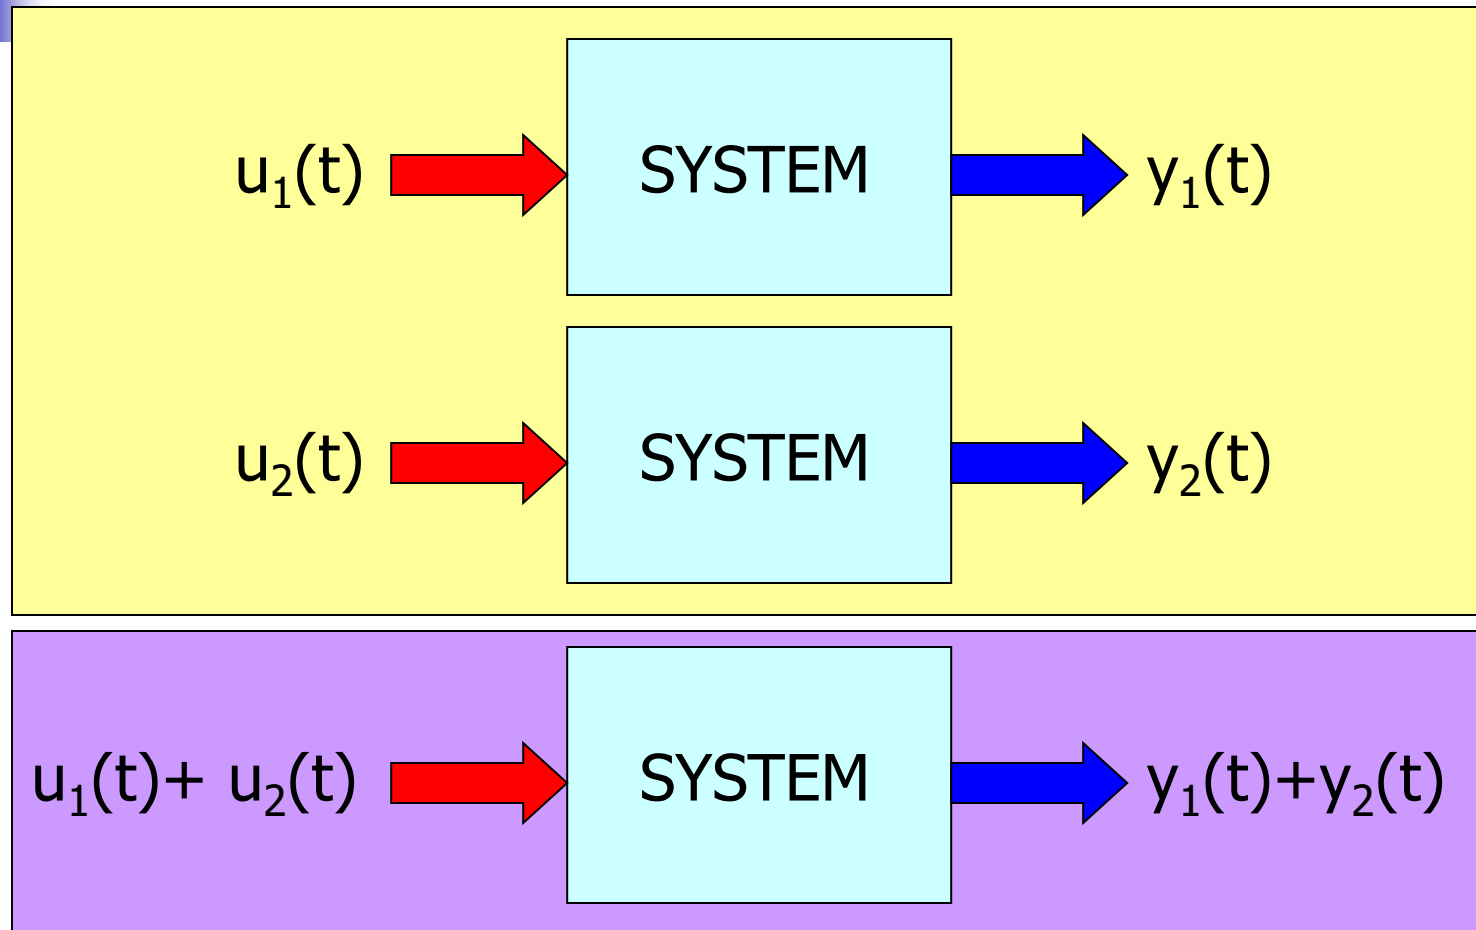 u₁(t) SYSTEM y₁(t)
u₂(t) SYSTEM y₂(t)
u₁(t)+ u₂(t) SYSTEM y₁(t)+y₂(t)